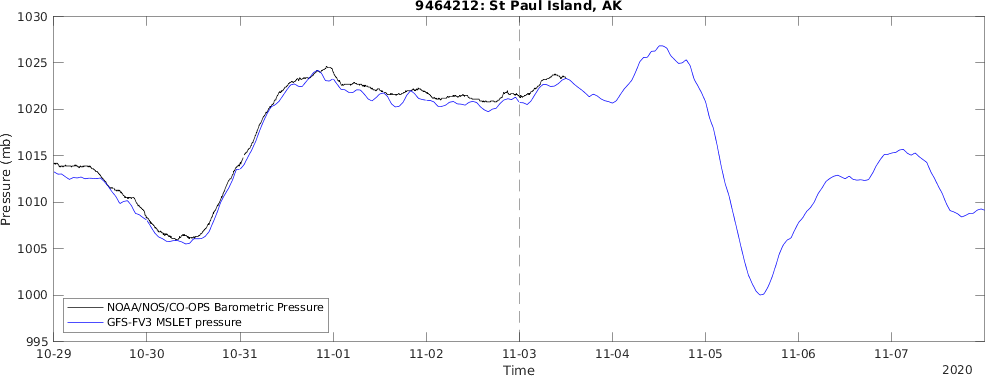 9464212: St Paul Island, AK
1030
1025
1020
1015
1010
1005
1000
995
Pressure (mb)
NOAA/NOS/CO-OPS Barometric Pressure
GFS-FV3 MSLET pressure
10-29 10-30 10-31 11-01 11-02 11-03 11-04 11-05 11-06 11-07
Time
2020